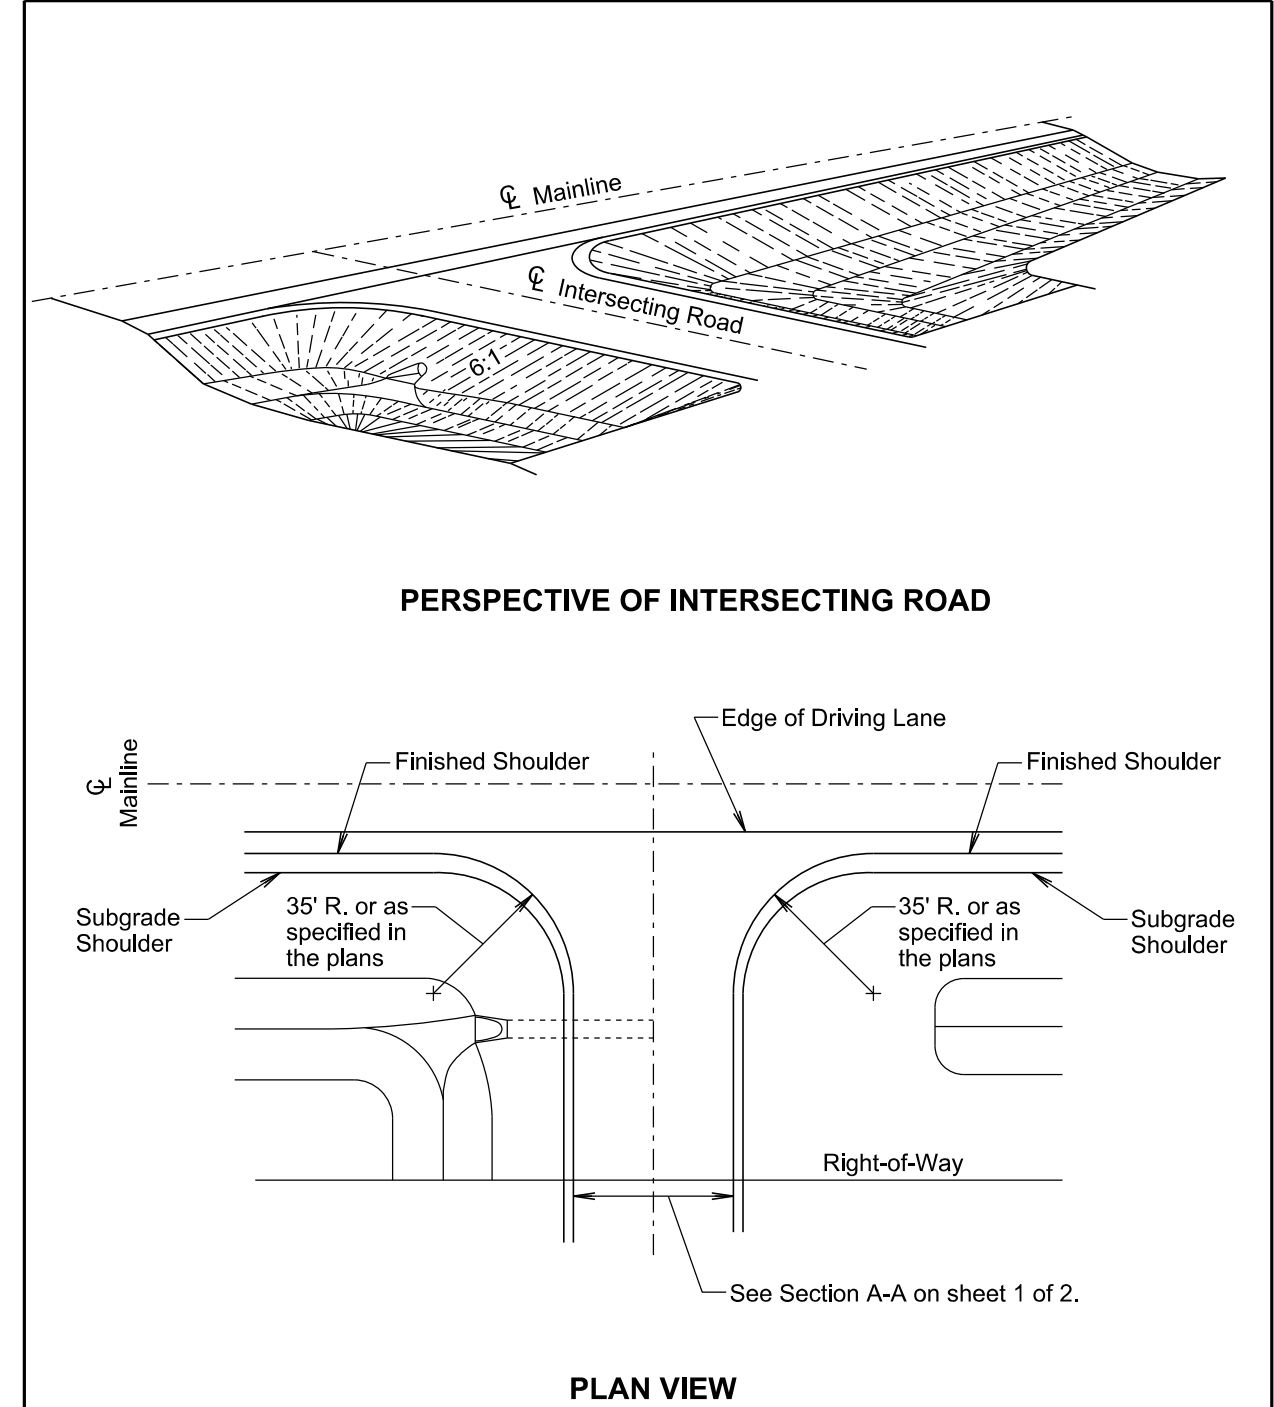 ℄ Mainline
℄ Intersecting Road
6:1
PERSPECTIVE OF INTERSECTING ROAD
Edge of Driving Lane
Finished Shoulder
Finished Shoulder
℄
Mainline
35' R. or as
specified in
the plans
35' R. or as
specified in
the plans
Subgrade
Shoulder
Subgrade
Shoulder
Right-of-Way
See Section A-A on sheet 1 of 2.
PLAN VIEW